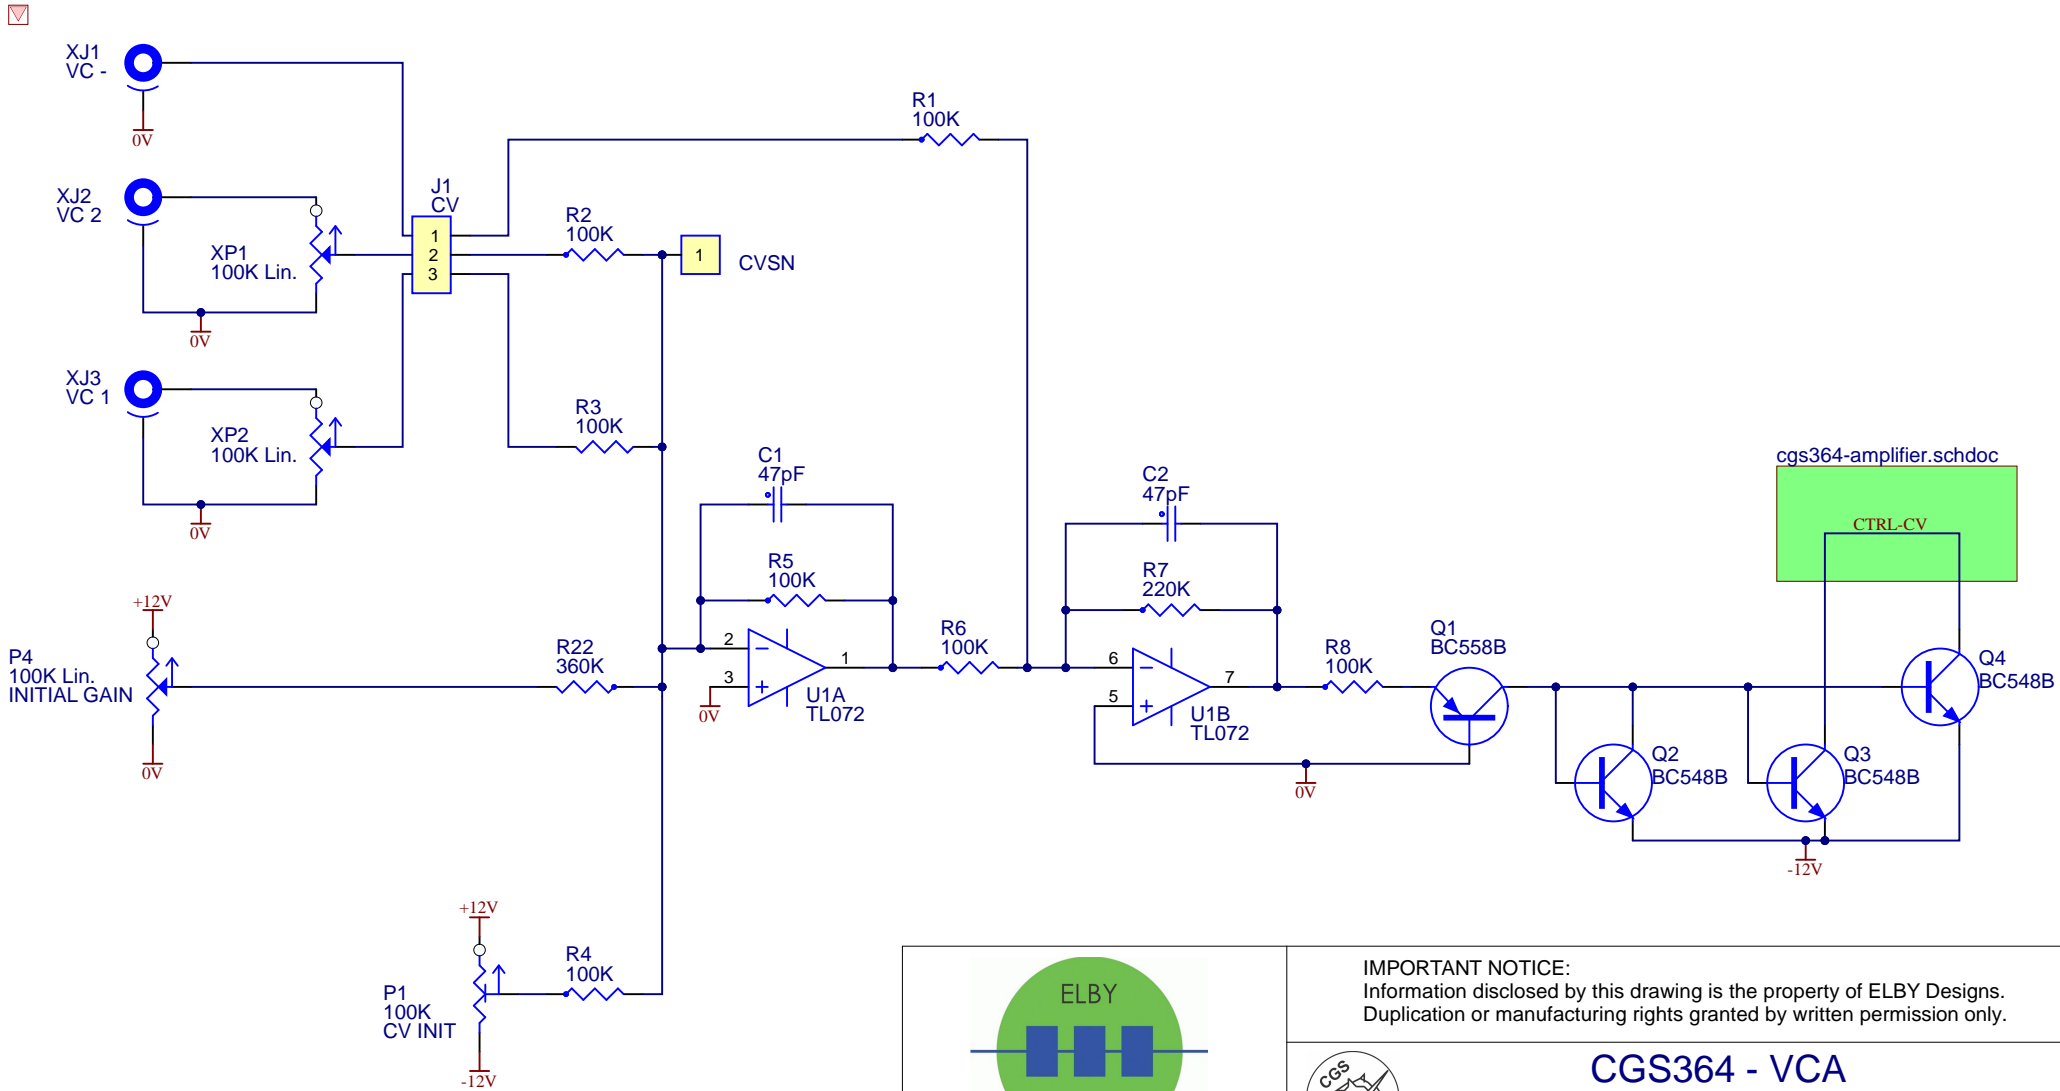 XJ1
VC -
0V
XJ2
VC 2
XP1
100K Lin.
0V
XJ3
VC 1
XP2
100K Lin.
0V
J1
CV
1
2
3
R1
100K
R2
100K
1
CVSN
R3
100K
C1
47pF
R5
100K
2
3
1
0V
U1A
TL072
R6
100K
C2
47pF
R7
220K
6
5
7
U1B
TL072
R8
100K
0V
Q1
BC558B
cgs364-amplifier.schdoc
CTRL-CV
Q4
BC548B
Q2
BC548B
Q3
BC548B
-12V
+12V
P4
100K Lin.
INITIAL GAIN
0V
R22
360K
+12V
P1
100K
CV INIT
-12V
R4
100K
ELBY
IMPORTANT NOTICE:
Information disclosed by this drawing is the property of ELBY Designs.
Duplication or manufacturing rights granted by written permission only.
CGS
CGS364 - VCA